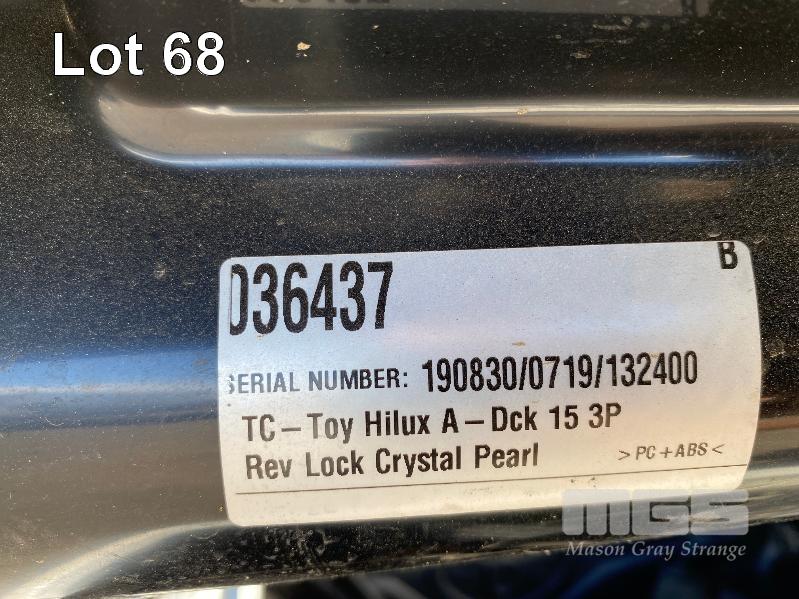 Lot 68
B
036437
SERIAL NUMBER: 190830/0719/132400
TC - Toy Hilux A - Dck 15 3P
Rev Lock Crystal Pearl >PC+ABS<
MGS
Mason Gray Strange